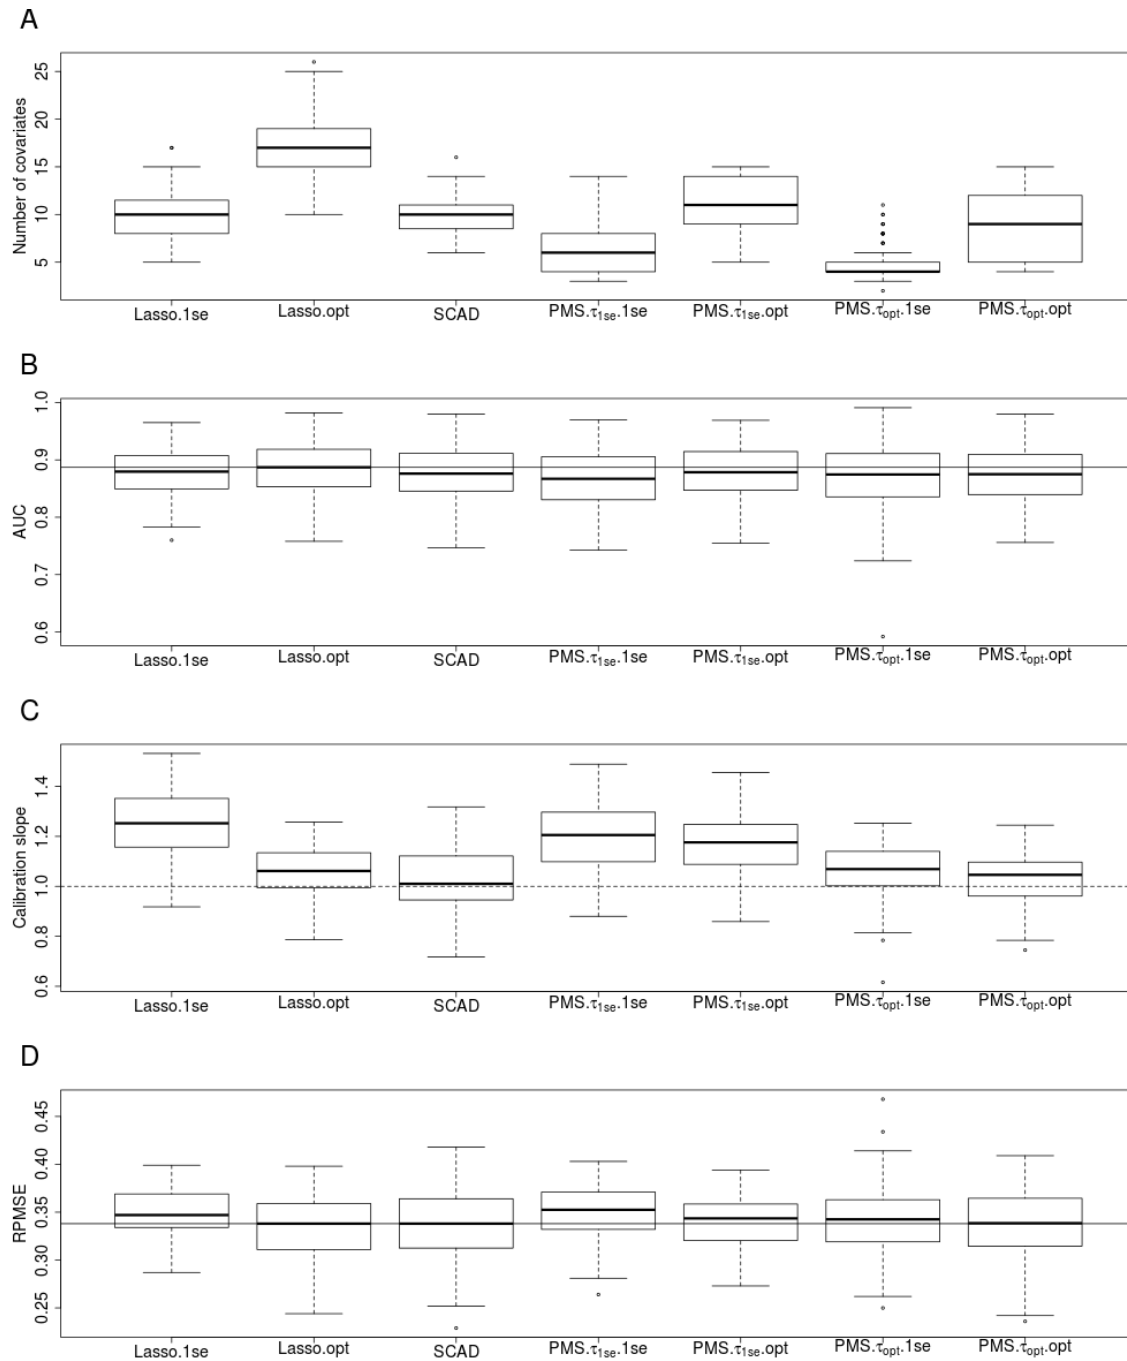 A
Number of covariates
25
20
15
10
5
Lasso.1se Lasso.opt SCAD PMS.τ1se.1se PMS.τ1se.opt PMS.τopt.1se PMS.τopt.opt
B
AUC
1.0
0.9
0.8
0.7
0.6
Lasso.1se Lasso.opt SCAD PMS.τ1se.1se PMS.τ1se.opt PMS.τopt.1se PMS.τopt.opt
C
Calibration slope
1.4
1.2
1.0
0.8
0.6
Lasso.1se Lasso.opt SCAD PMS.τ1se.1se PMS.τ1se.opt PMS.τopt.1se PMS.τopt.opt
D
RPMSE
0.45
0.40
0.35
0.30
0.25
Lasso.1se Lasso.opt SCAD PMS.τ1se.1se PMS.τ1se.opt PMS.τopt.1se PMS.τopt.opt